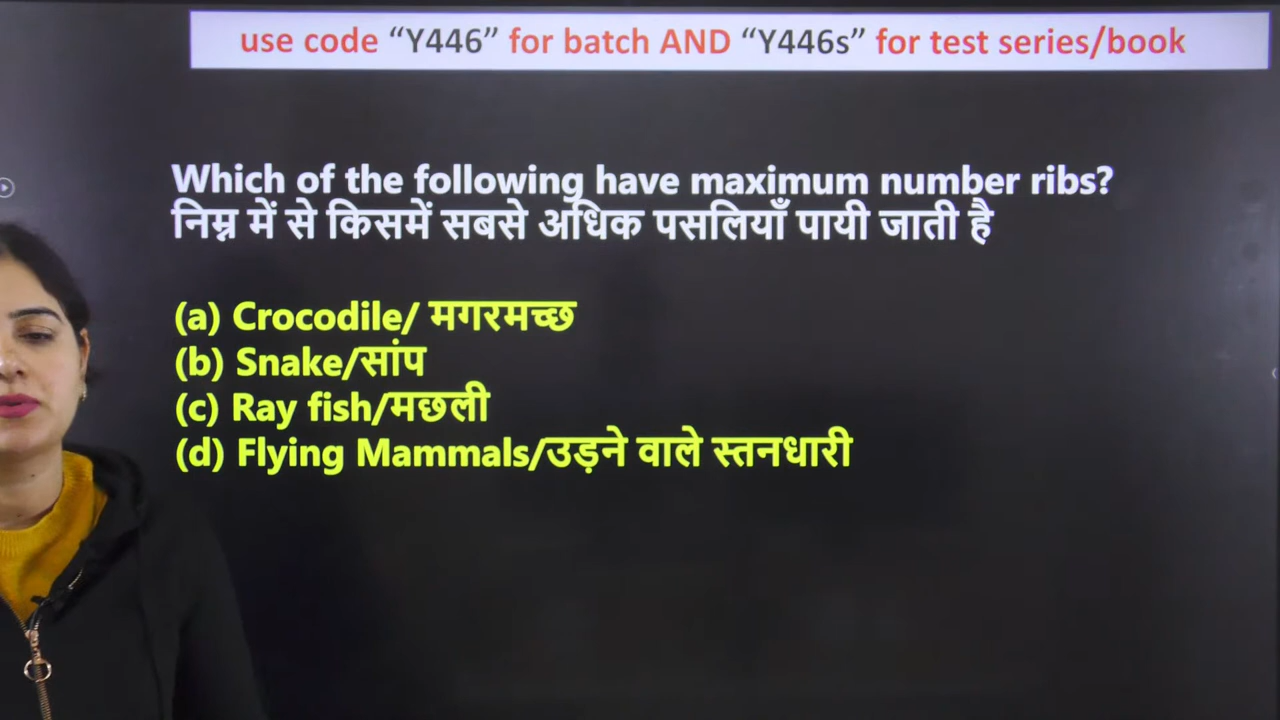 use code “Y446” for batch AND “Y446s” for test series/book
Which of the following have maximum number ribs?
निम्न में से किसमें सबसे अधिक पसलियाँ पायी जाती है
(a) Crocodile/ मगरमच्छ
(b) Snake/सांप
(c) Ray fish/मछली
(d) Flying Mammals/उड़ने वाले स्तनधारी